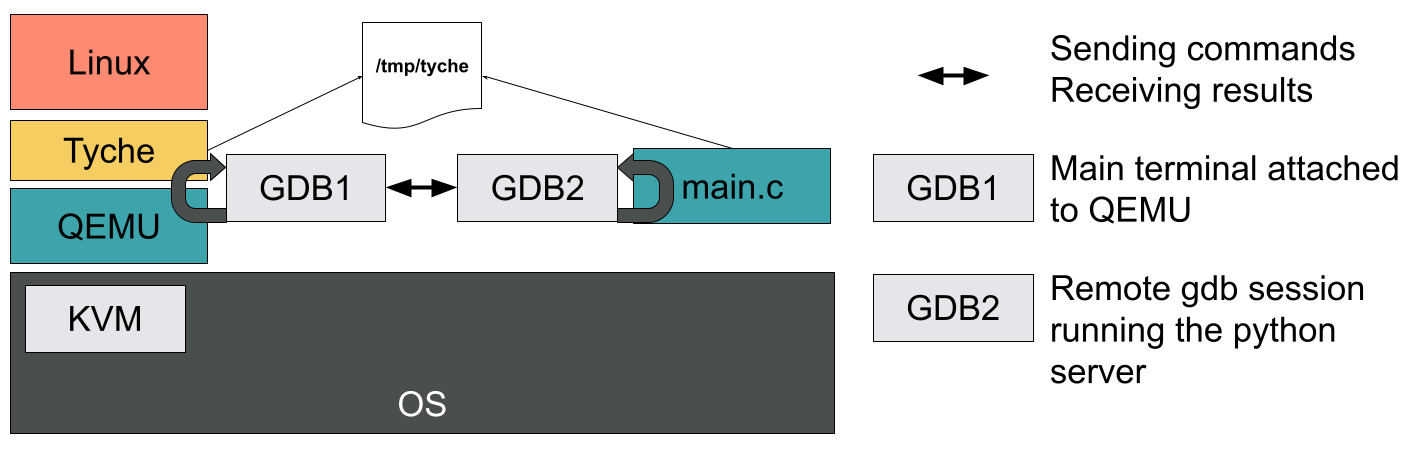 Linux
/tmp/tyche
Sending commands
Receiving results
Tyche
GDB1
GDB2
main.c
GDB1
Main terminal attached
to QEMU
QEMU
KVM
GDB2
Remote gdb session
running the python
server
OS